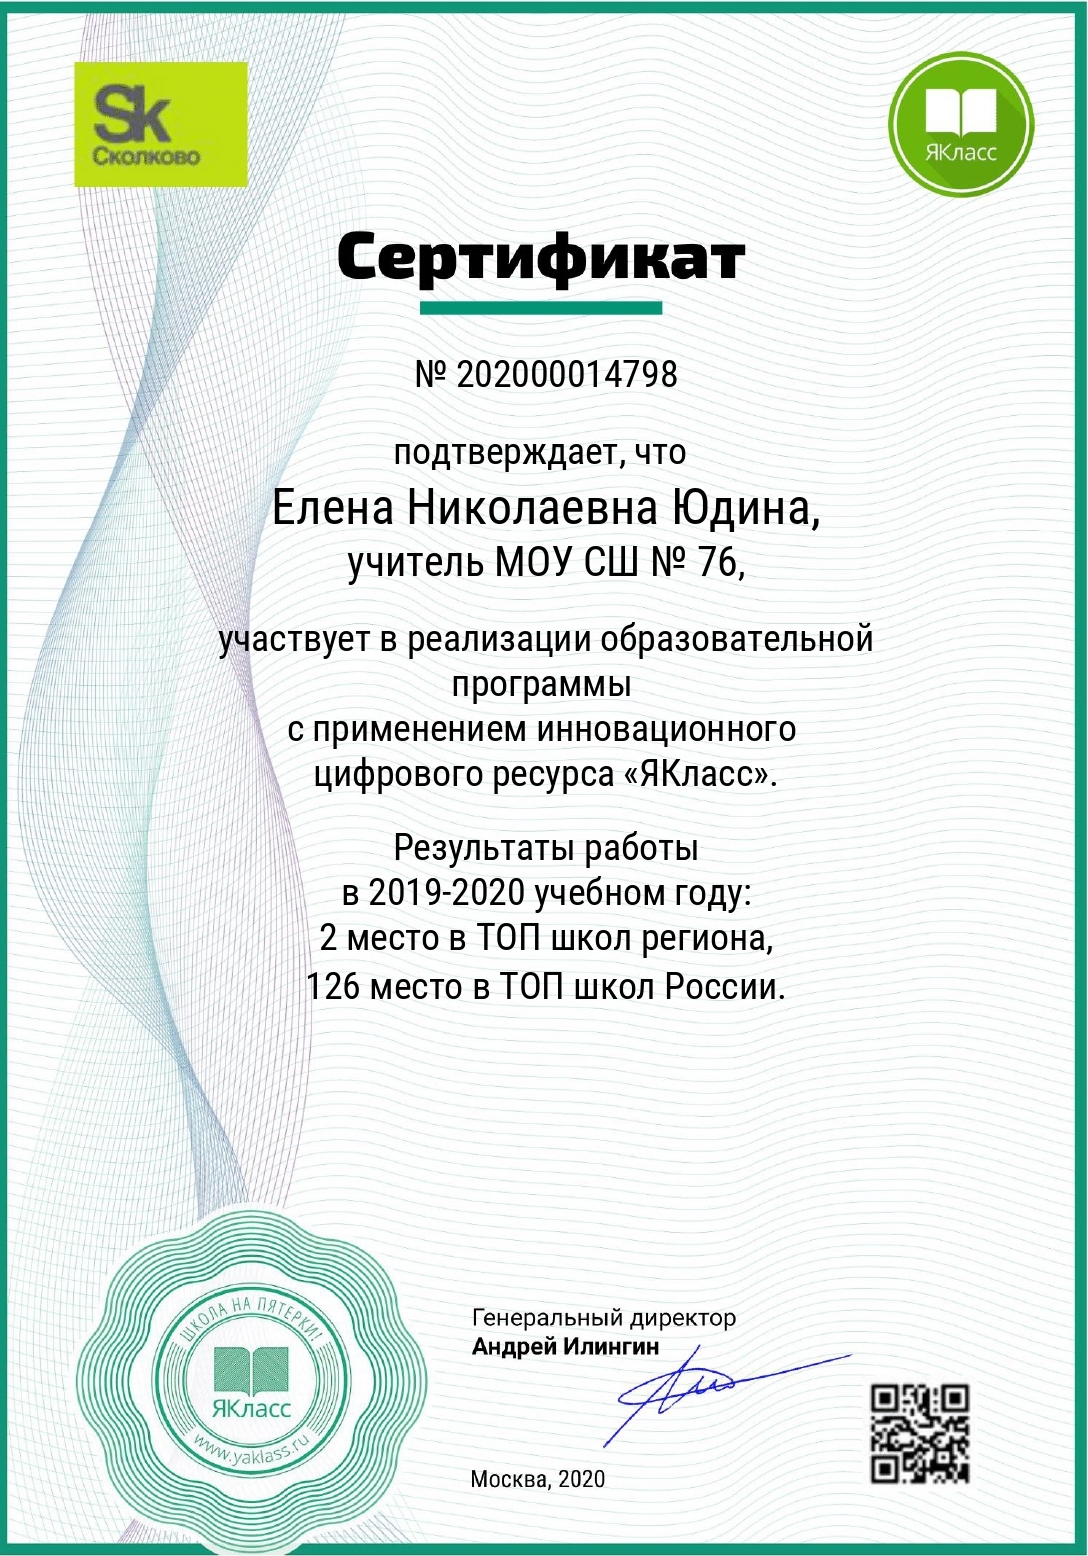 Sk
Сколково
ЯКласс
Сертификат
№ 202000014798
подтверждает, что
Елена Николаевна Юдина,
учитель МОУ СШ № 76,
участвует в реализации образовательной
программы
с применением инновационного
цифрового ресурса «ЯКласс».
Результаты работы
в 2019-2020 учебном году:
2 место в ТОП школ региона,
126 место в ТОП школ России.
ШКОЛА НА ПЯТЕРКИ!
ЯКласс
www.yaklass.ru
Генеральный директор
Андрей Илингин
Москва, 2020